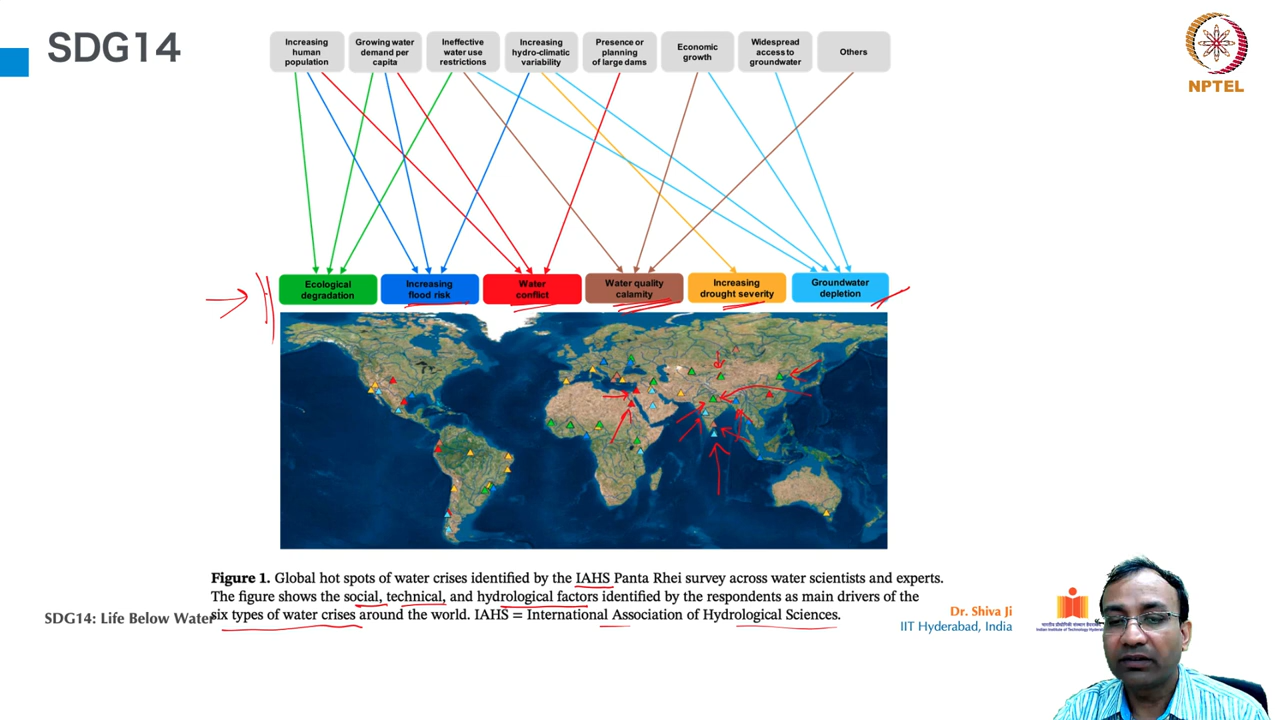 SDG14
Increasing
human
population
Growing water
demand per
capita
Ineffective
water use
restrictions
Increasing
hydro-climatic
variability
Presence or
planning
of large dams
Economic
growth
Widespread
access to
groundwater
Others
NPTEL
Ecological
degradation
Increasing
flood risk
Water
conflict
Water quality
calamity
Increasing
drought severity
Groundwater
depletion
Figure 1. Global hot spots of water crises identified by the IAHS Panta Rhei survey across water scientists and experts.
The figure shows the social, technical, and hydrological factors identified by the respondents as main drivers of the
six types of water crises around the world. IAHS = International Association of Hydrological Sciences.
SDG14: Life Below Water
Dr. Shiva Ji
IIT Hyderabad, India